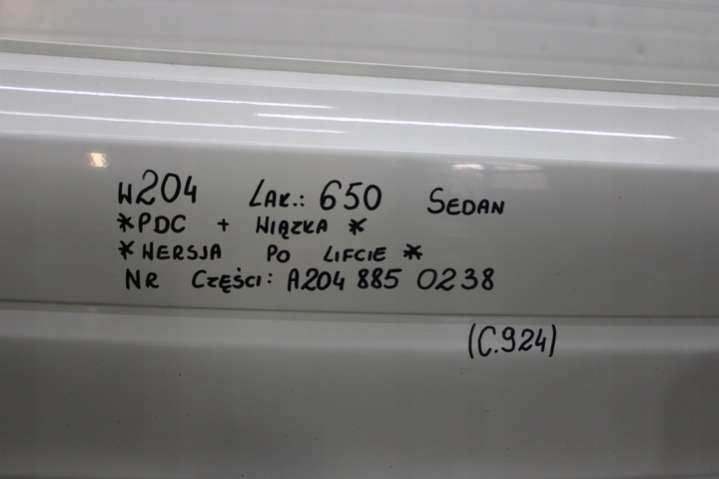 W204 LAK.: 650 SEDAN
*PDC + WIĄZKA *
*WERSJA PO LIFCIE *
NR CZĘŚCI: A204 885 0238
(C.924)